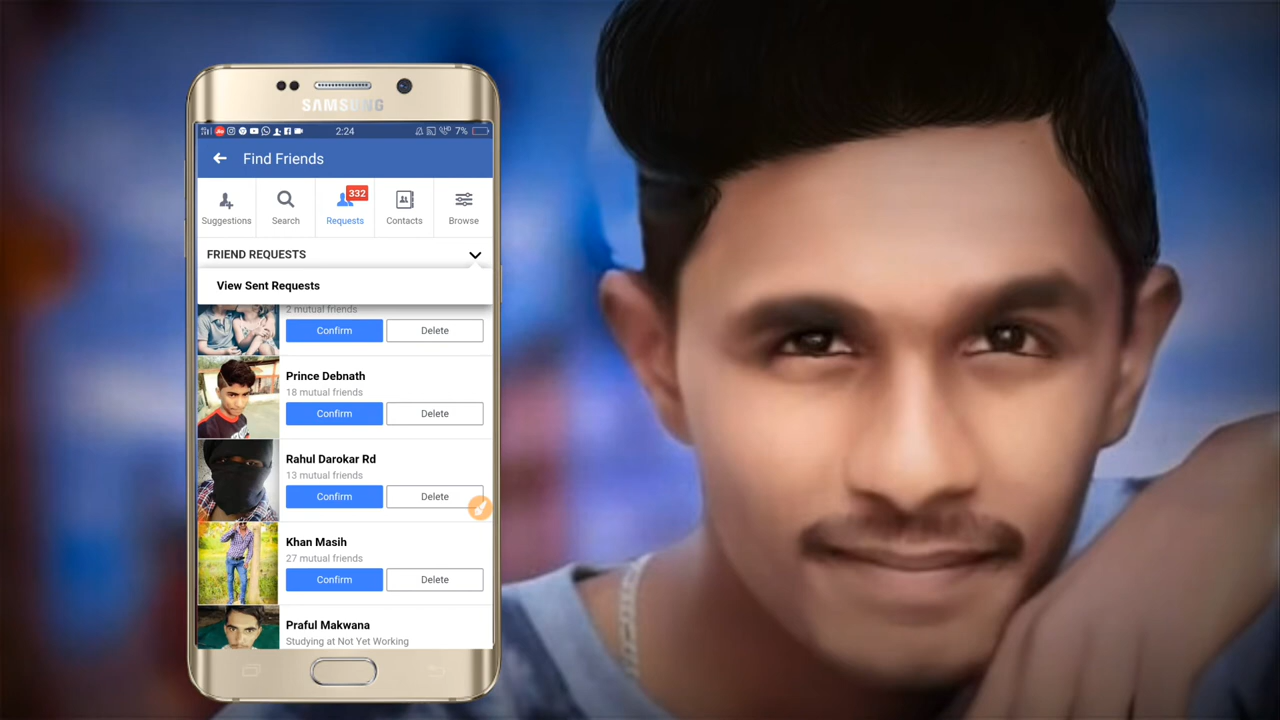 SAMSUNG
2:24
7%
Find Friends
332
Suggestions
Search
Requests
Contacts
Browse
FRIEND REQUESTS
View Sent Requests
2 mutual friends
Confirm
Delete
Prince Debnath
18 mutual friends
Confirm
Delete
Rahul Darokar Rd
13 mutual friends
Confirm
Delete
Khan Masih
27 mutual friends
Confirm
Delete
Praful Makwana
Studying at Not Yet Working